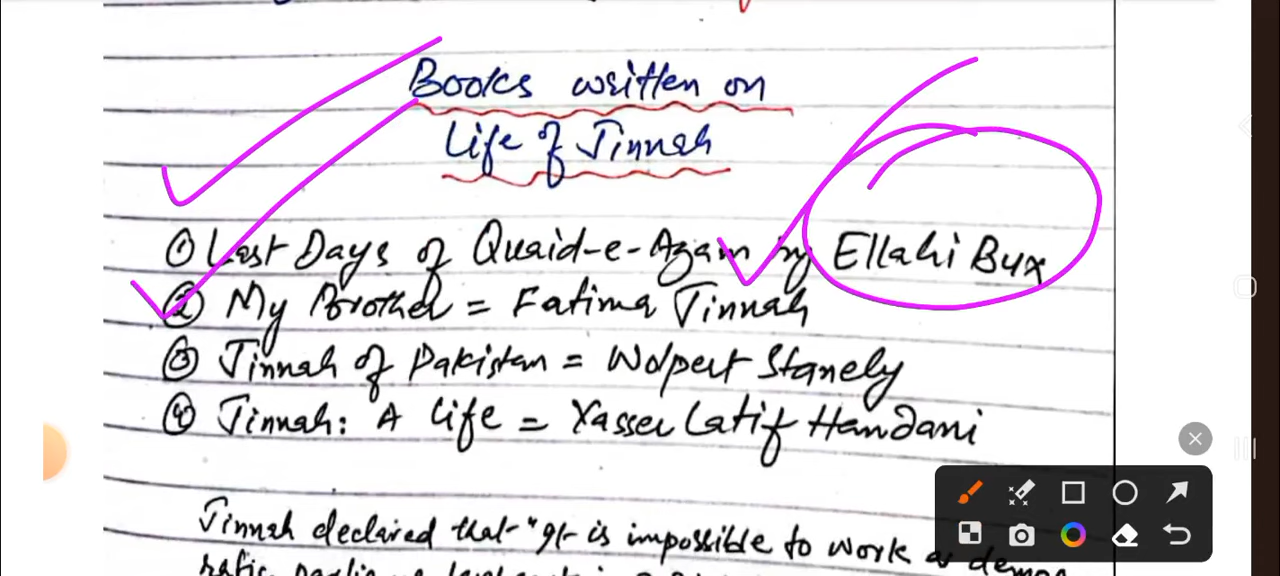 Books written on
Life of Jinnah
① Last Days of Quaid-e-Azam by Ellahi Bux
② My Brother = Fatima Jinnah
③ Jinnah of Pakistan = Wolpert Stanely
④ Jinnah: A Life = Yasser Latif Hamdani
Jinnah declared that "It is impossible to work a demo